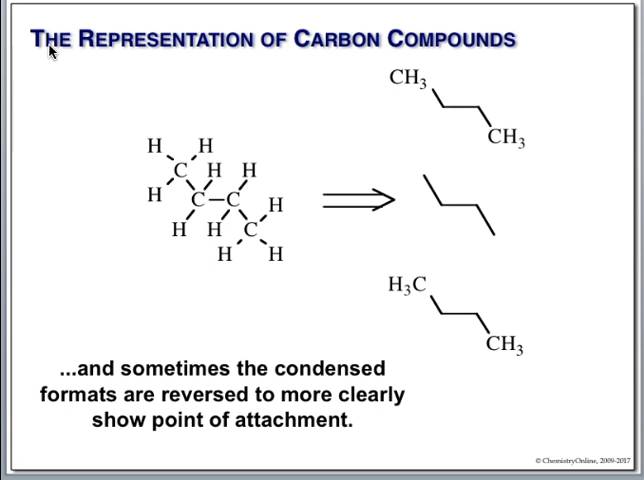 THE REPRESENTATION OF CARBON COMPOUNDS
CH3
CH3
H H
C H H
H C–C H
H H C
H H
H3C
CH3
...and sometimes the condensed
formats are reversed to more clearly
show point of attachment.
© ChemistryOnline, 2009-2017